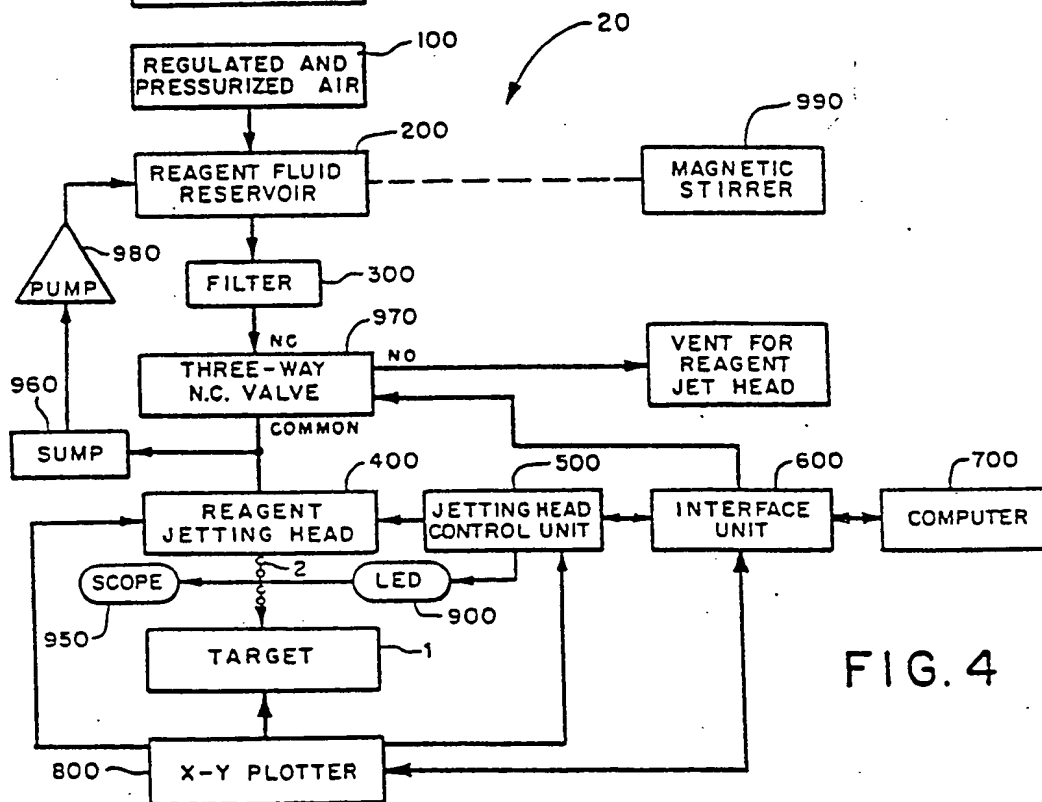 20
100
REGULATED AND
PRESSURIZED AIR
990
200
REAGENT FLUID
RESERVOIR
MAGNETIC
STIRRER
980
PUMP
FILTER
300
NC
970
NO
THREE-WAY
N.C. VALVE
VENT FOR
REAGENT
JET HEAD
960
COMMON
SUMP
400
500
600
700
REAGENT
JETTING HEAD
JETTING HEAD
CONTROL UNIT
INTERFACE
UNIT
COMPUTER
2
SCOPE
LED
950
900
TARGET
1
FIG. 4
800
X-Y PLOTTER